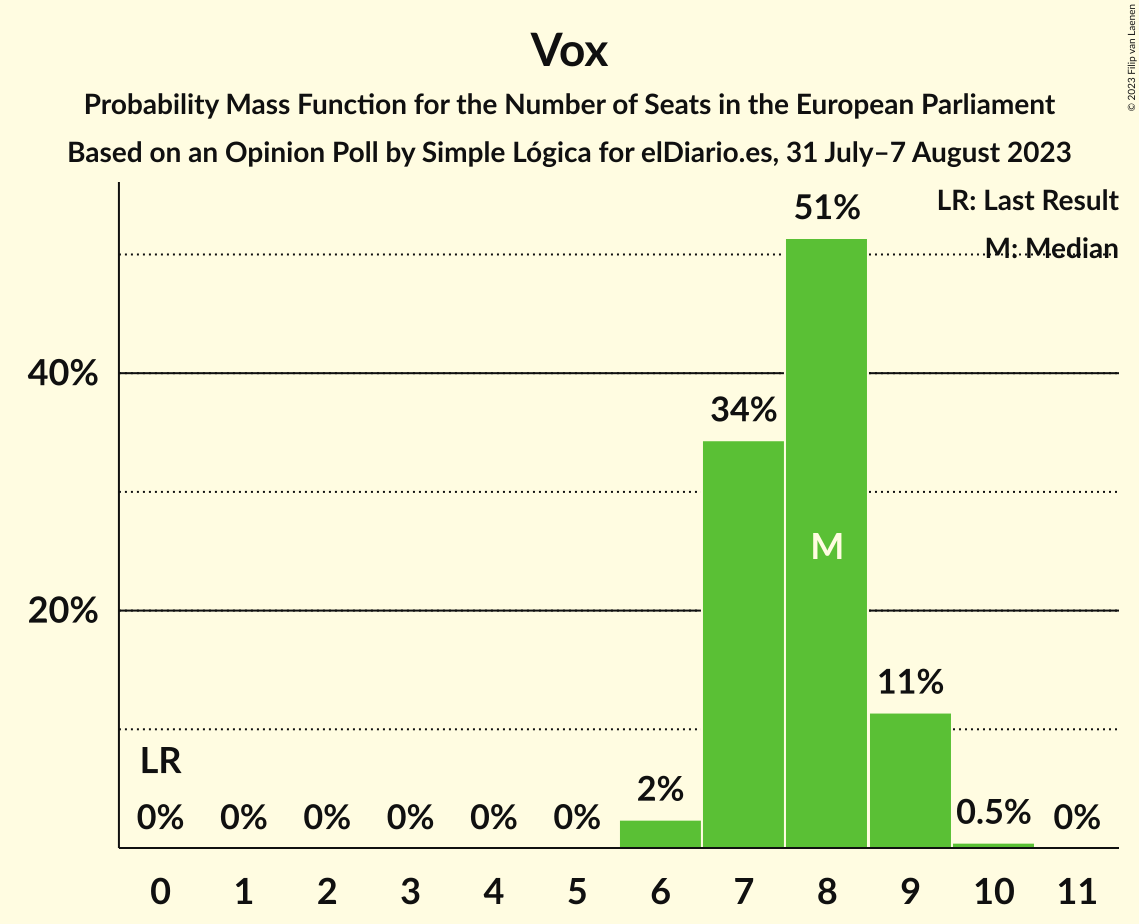 Vox
Probability Mass Function for the Number of Seats in the European Parliament
Based on an Opinion Poll by Simple Lógica for elDiario.es, 31 July–7 August 2023
© 2023 Filip van Laenen
LR: Last Result
M: Median
51%
40%
34%
M
20%
11%
LR
2%
0% 0% 0% 0% 0% 0% 0.5% 0%
0 1 2 3 4 5 6 7 8 9 10 11